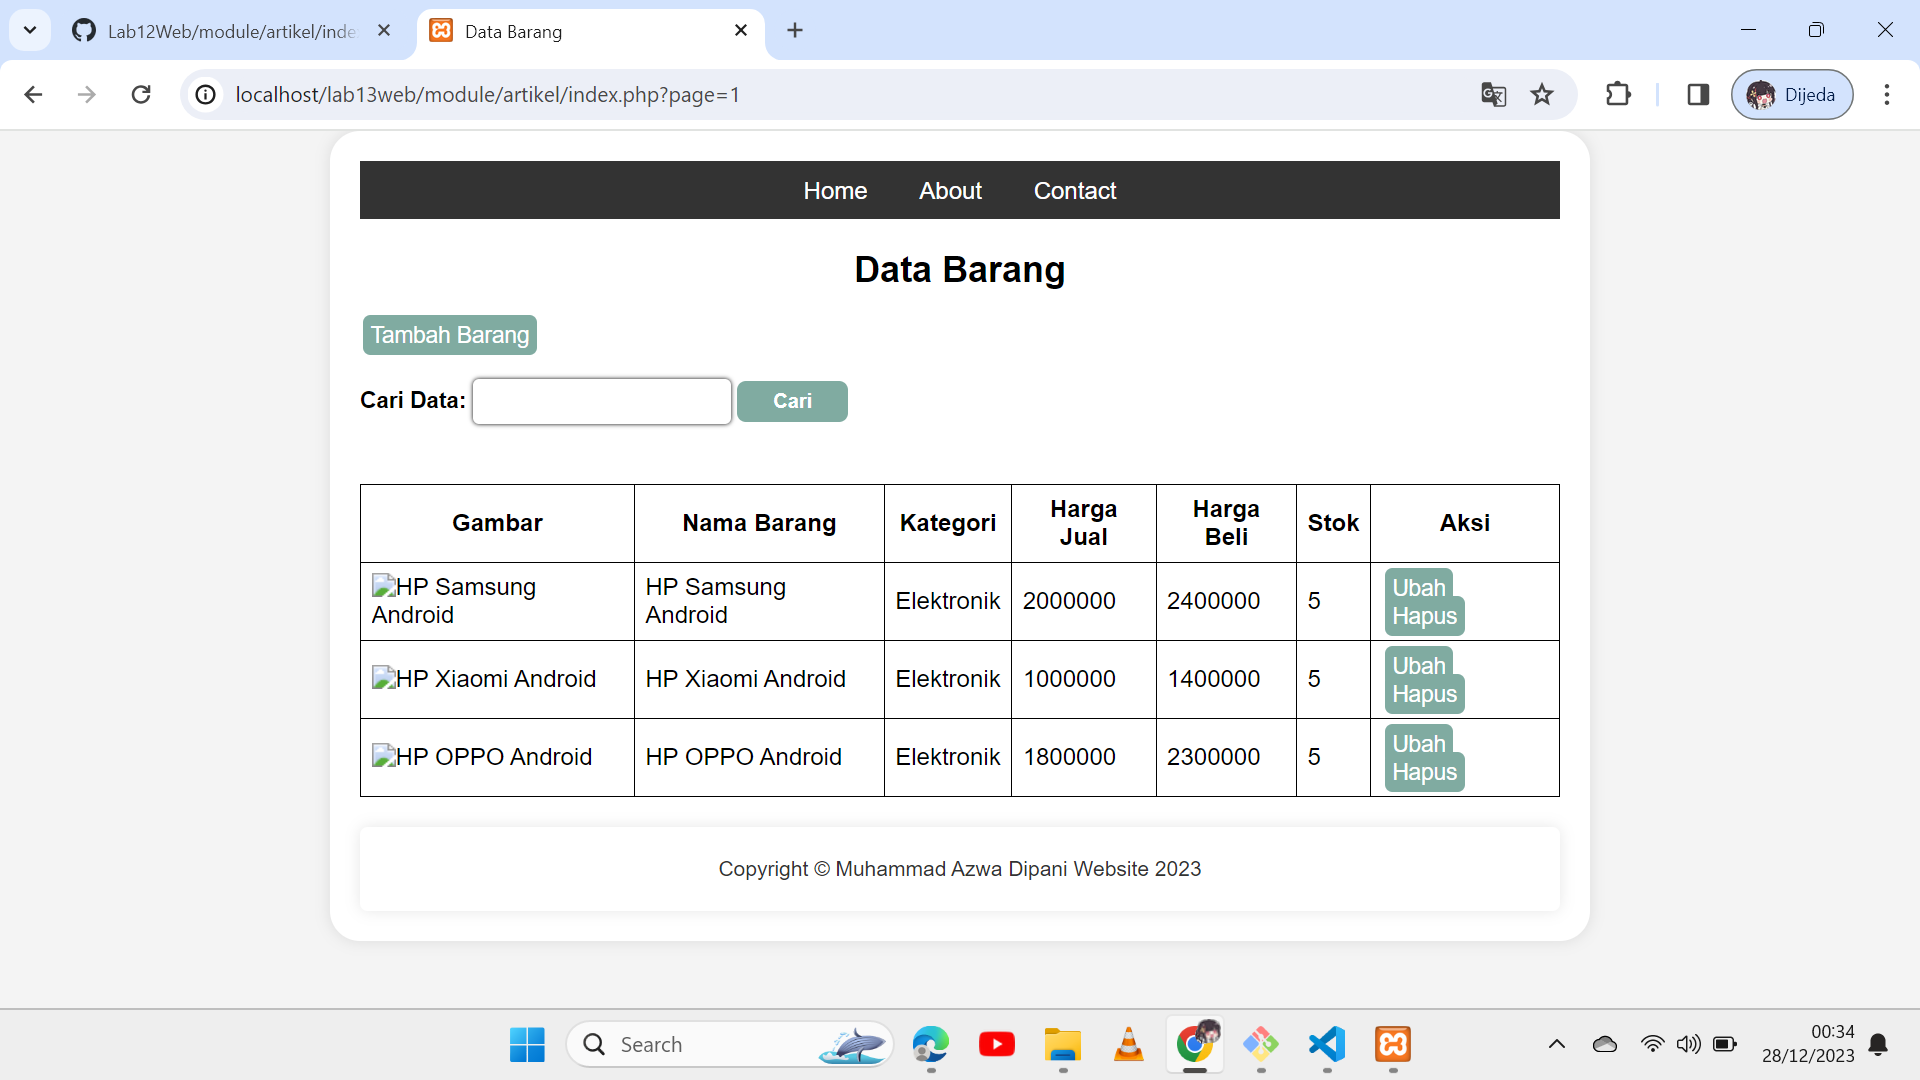 Lab12Web/module/artikel/inde
Data Barang
localhost/lab13web/module/artikel/index.php?page=1
Dijeda
Home About Contact
Data Barang
Tambah Barang
Cari Data: Cari
Gambar Nama Barang Kategori Harga Jual Harga Beli Stok Aksi
HP Samsung Android HP Samsung Android Elektronik 2000000 2400000 5 Ubah Hapus
HP Xiaomi Android HP Xiaomi Android Elektronik 1000000 1400000 5 Ubah Hapus
HP OPPO Android HP OPPO Android Elektronik 1800000 2300000 5 Ubah Hapus
Copyright © Muhammad Azwa Dipani Website 2023
Search
00:34
28/12/2023